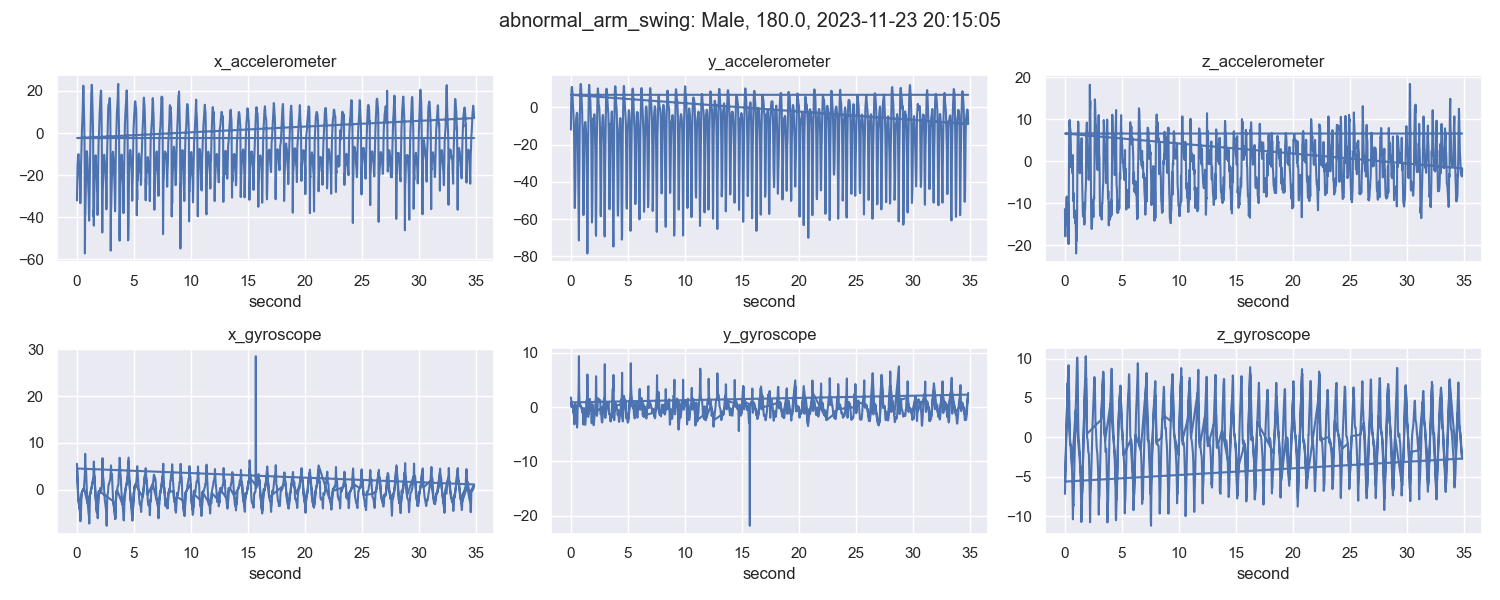 abnormal_arm_swing: Male, 180.0, 2023-11-23 20:15:05
x_accelerometer
y_accelerometer
z_accelerometer
20
0
−20
−40
−60
0 5 10 15 20 25 30 35
second
0
−20
−40
−60
−80
0 5 10 15 20 25 30 35
second
20
10
0
−10
−20
0 5 10 15 20 25 30 35
second
x_gyroscope
y_gyroscope
z_gyroscope
30
20
10
0
0 5 10 15 20 25 30 35
second
10
0
−10
−20
0 5 10 15 20 25 30 35
second
10
5
0
−5
−10
0 5 10 15 20 25 30 35
second